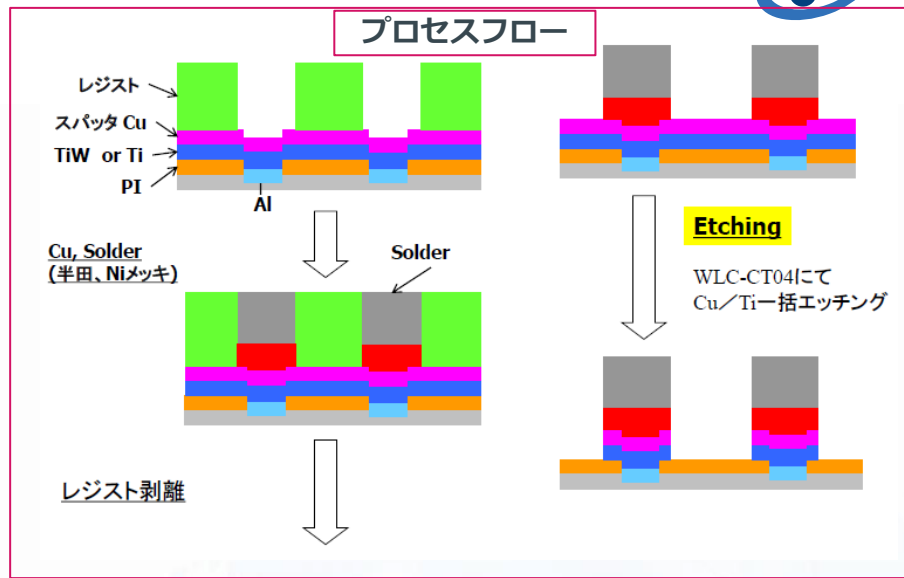 プロセスフロー
レジスト
スパッタ Cu
TiW or Ti
PI
Al
Cu, Solder
(半田、Niメッキ)
Solder
レジスト剥離
Etching
WLC-CT04にて
Cu/Ti一括エッチング